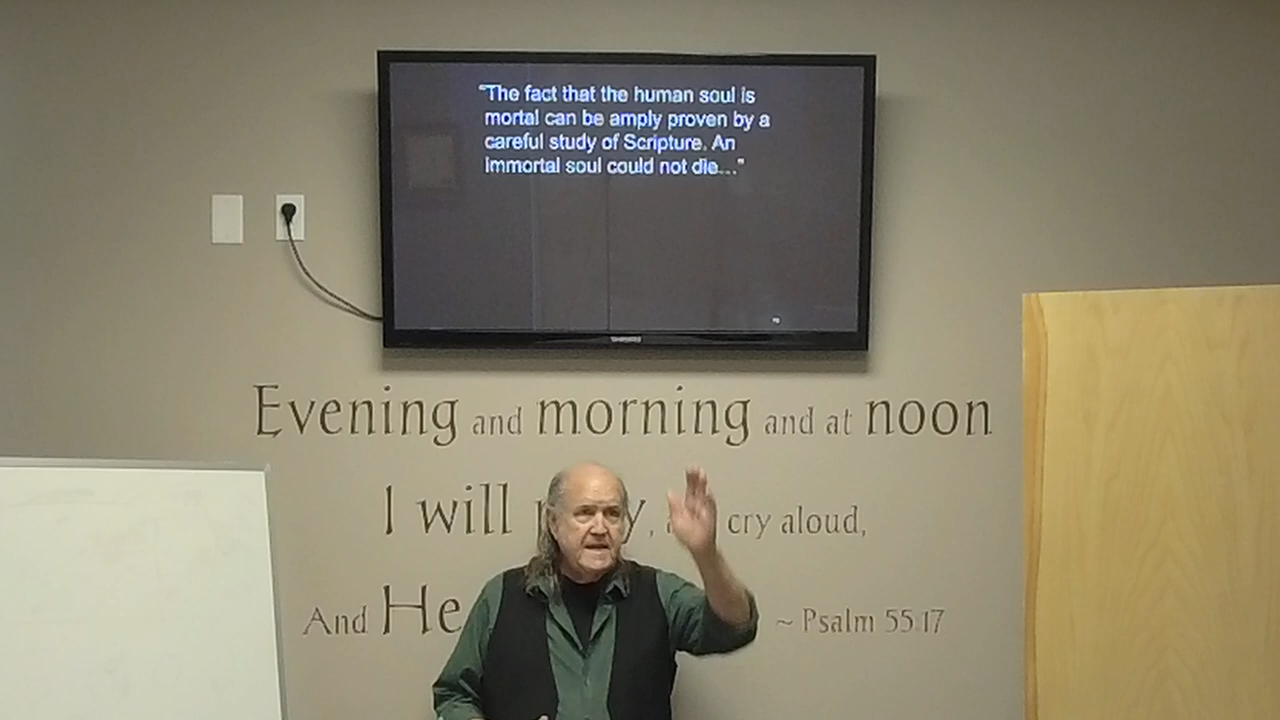 “The fact that the human soul is
mortal can be amply proven by a
careful study of Scripture. An
immortal soul could not die...”
Evening and morning and at noon
I will , cry aloud,
And He
~ Psalm 55:17